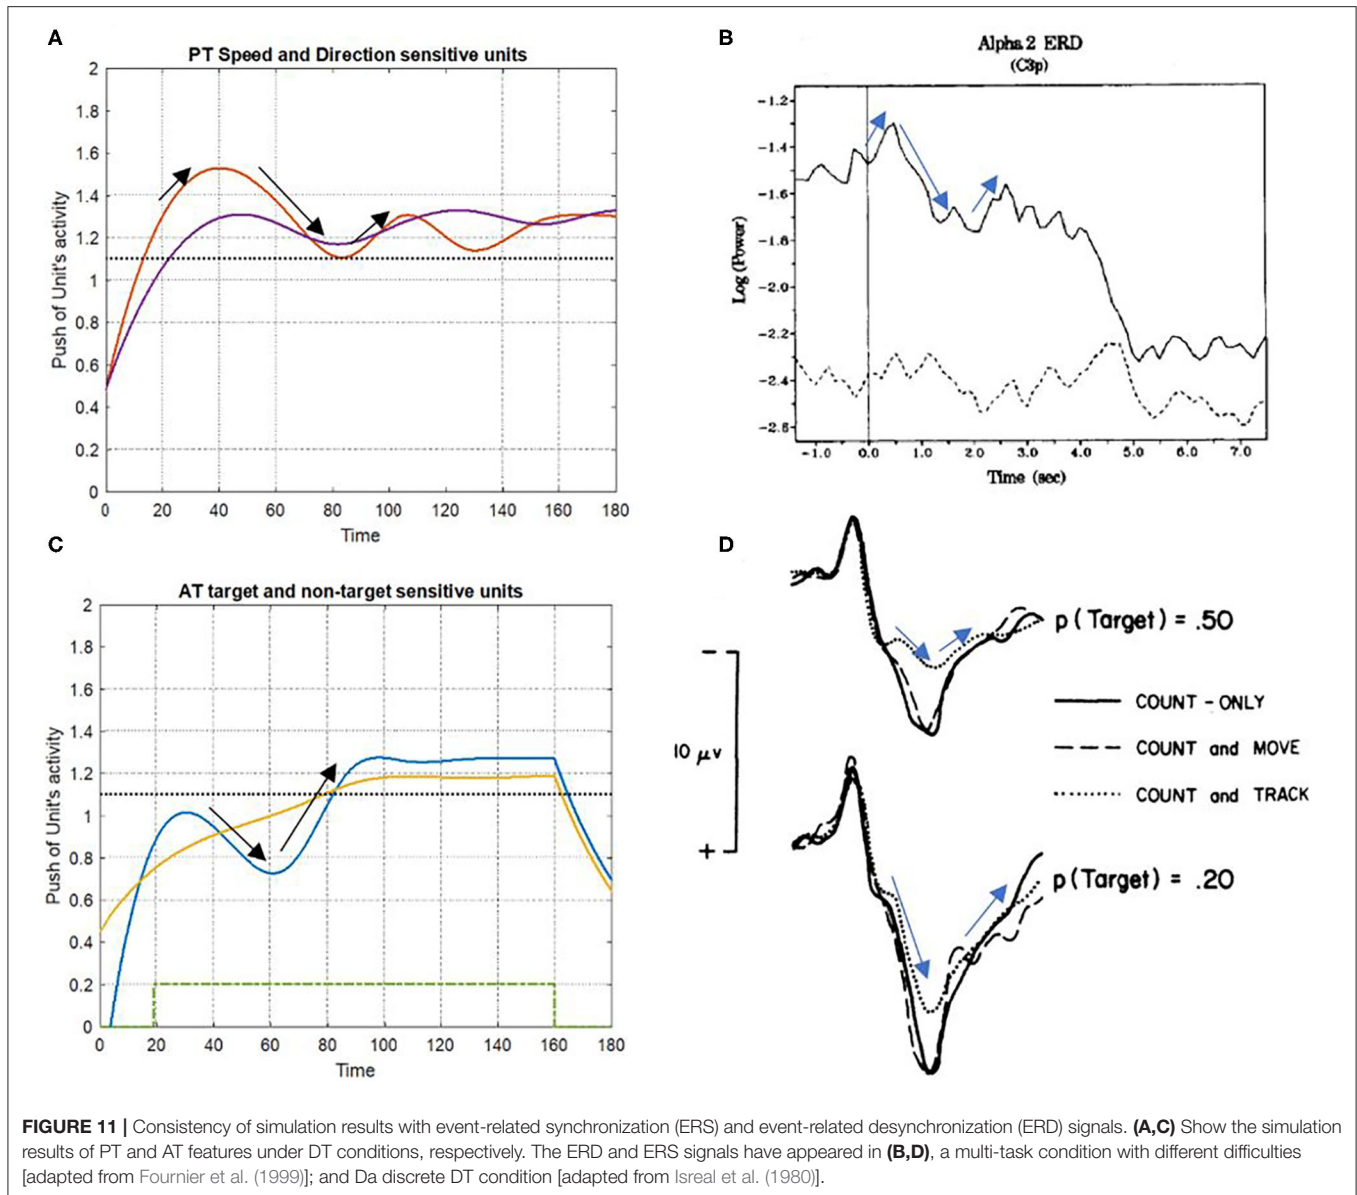 A
PT Speed and Direction sensitive units
2
1.8
1.6
1.4
1.2
1
0.8
0.6
0.4
0.2
0
Push of Unit's activity
0 20 40 60 80 100 120 140 160 180
Time
B
Alpha 2 ERD
(C3p)
-1.2
-1.4
-1.6
-1.8
-2.0
-2.2
-2.4
-2.6
Log (Power)
-1.0 0.0 1.0 2.0 3.0 4.0 5.0 6.0 7.0
Time (sec)
C
AT target and non-target sensitive units
2
1.8
1.6
1.4
1.2
1
0.8
0.6
0.4
0.2
0
Push of Unit's activity
0 20 40 60 80 100 120 140 160 180
Time
D
p (Target) = .50
−
10 μv
+
COUNT - ONLY
COUNT and MOVE
COUNT and TRACK
p (Target) = .20
FIGURE 11 | Consistency of simulation results with event-related synchronization (ERS) and event-related desynchronization (ERD) signals. (A,C) Show the simulation
results of PT and AT features under DT conditions, respectively. The ERD and ERS signals have appeared in (B,D), a multi-task condition with different difficulties
[adapted from Fournier et al. (1999)]; and Da discrete DT condition [adapted from Isreal et al. (1980)].